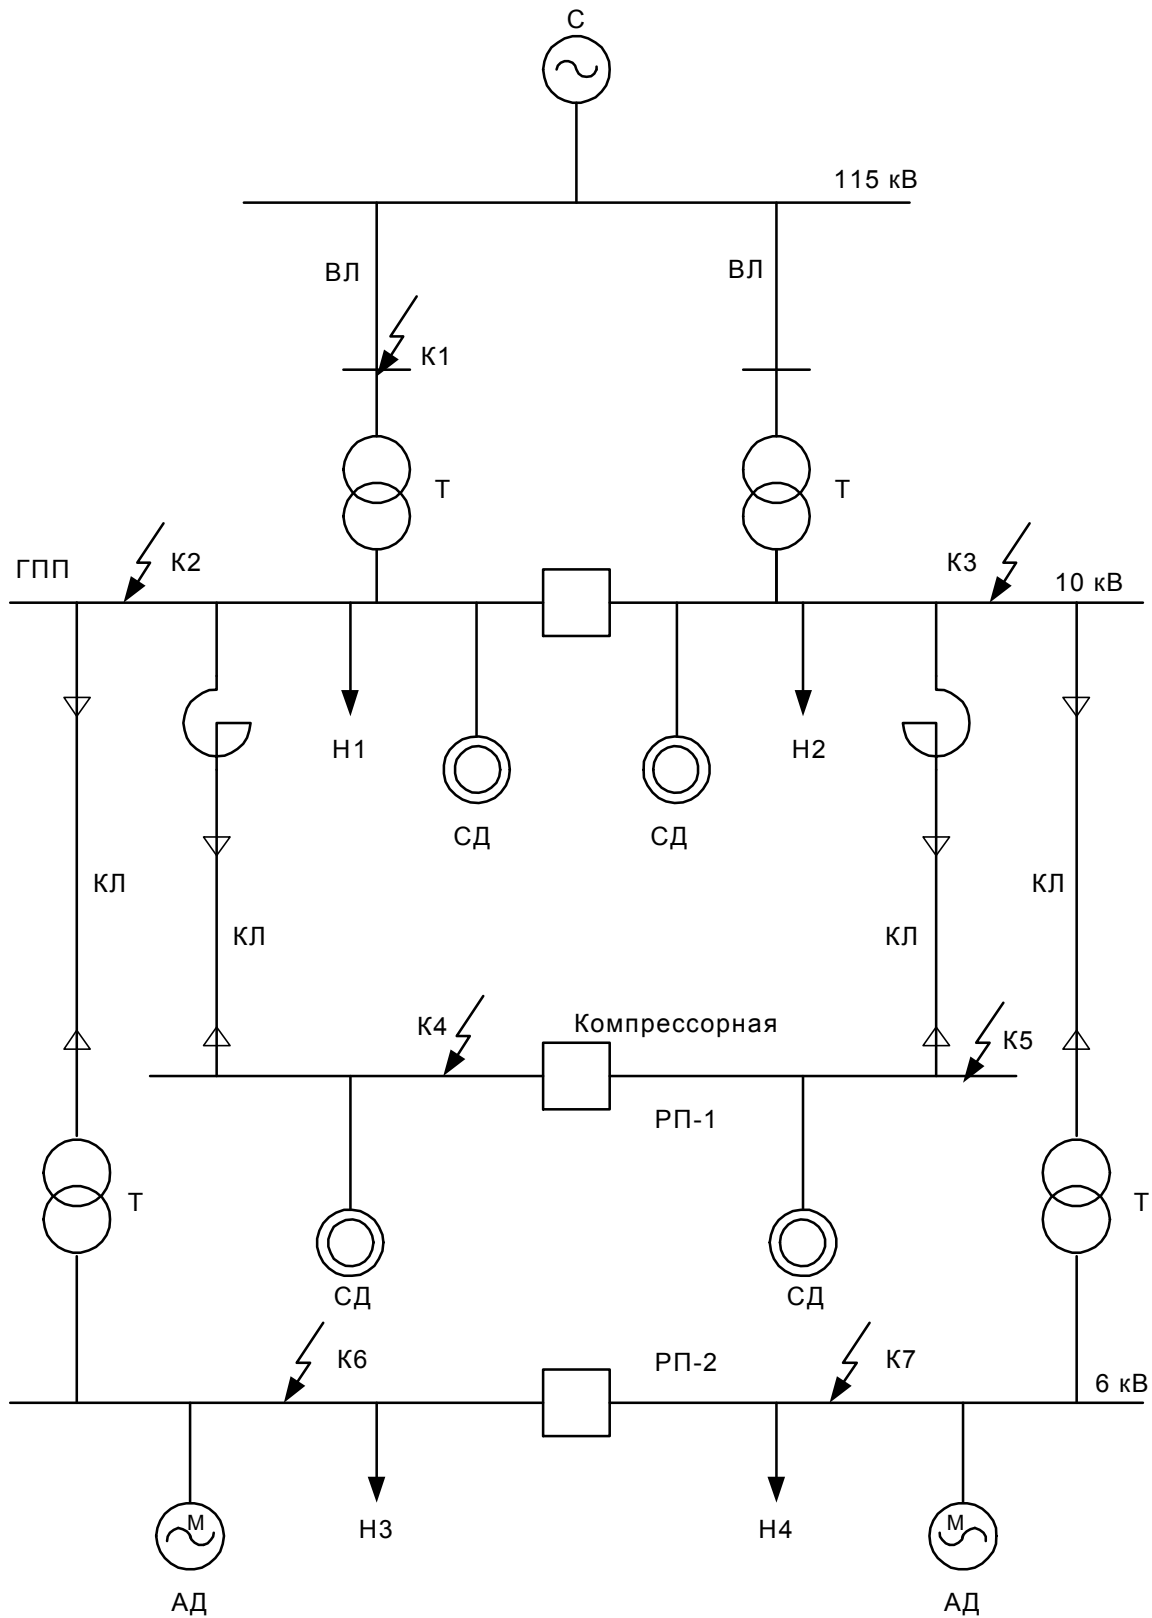 С
115 кВ
ВЛ
ВЛ
К1
Т
Т
ГПП
К2
К3
10 кВ
Н1
Н2
СД
СД
КЛ
КЛ
КЛ
КЛ
К4
Компрессорная
К5
РП-1
Т
Т
СД
СД
К6
РП-2
К7
6 кВ
М
М
Н3
Н4
АД
АД